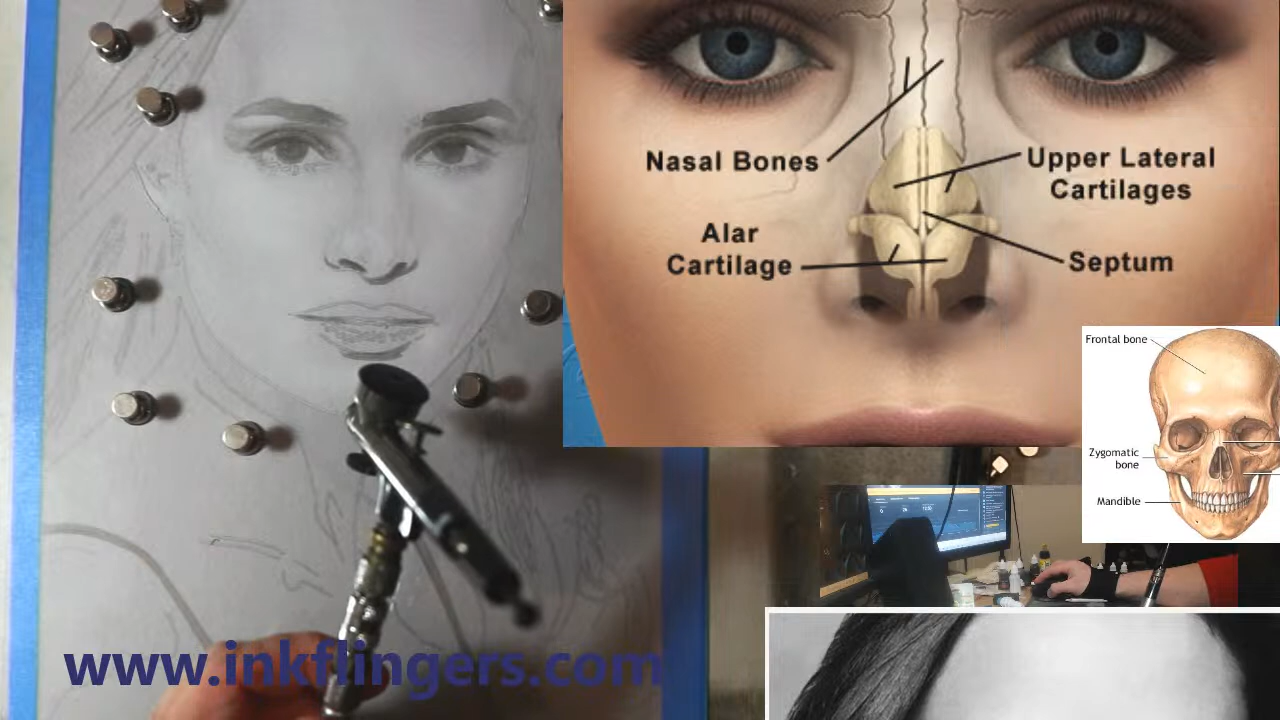 Nasal Bones
Upper Lateral
Cartilages
Alar
Cartilage
Septum
Frontal bone
Zygomatic
bone
Mandible
www.inkflingers.com